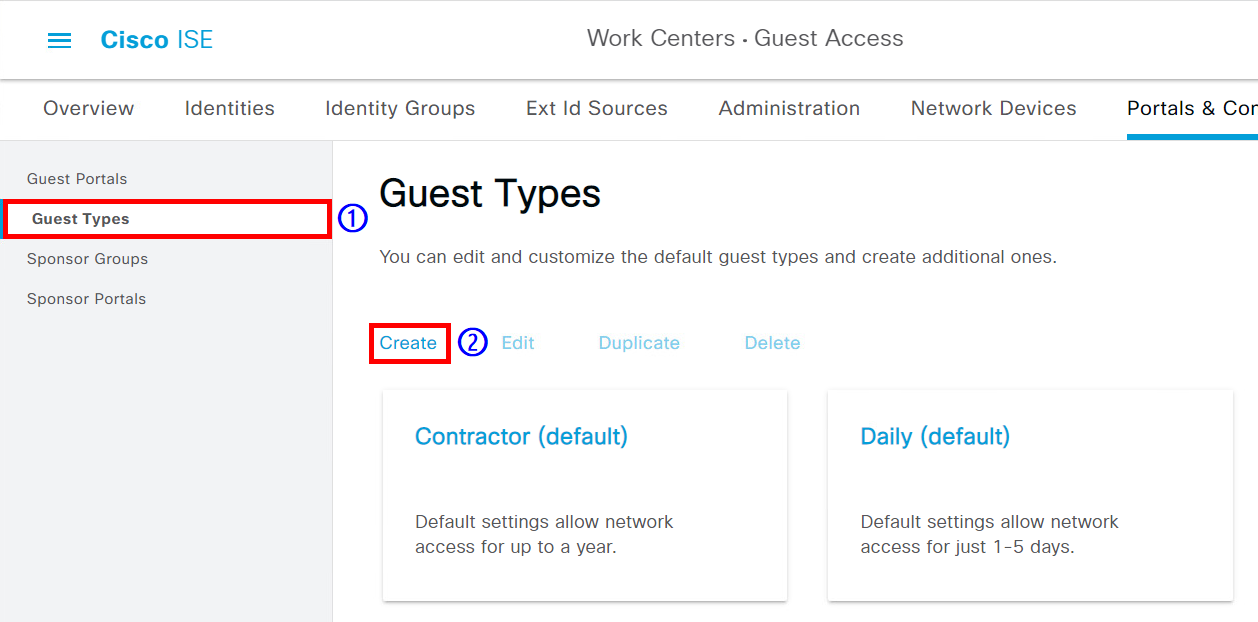 Cisco ISE
Work Centers · Guest Access
Overview Identities Identity Groups Ext Id Sources Administration Network Devices Portals & Con
Guest Portals
Guest Types
Sponsor Groups
Sponsor Portals
①
Guest Types
You can edit and customize the default guest types and create additional ones.
Create ② Edit Duplicate Delete
Contractor (default)
Default settings allow network
access for up to a year.
Daily (default)
Default settings allow network
access for just 1-5 days.